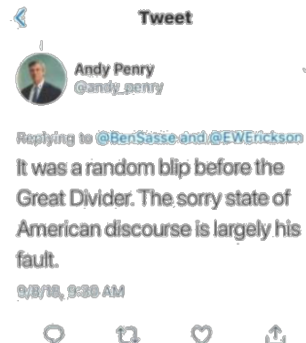 Tweet
Andy Penry
@andy_penry
Replying to @BenSasse and @EWErickson
It was a random blip before the
Great Divider. The sorry state of
American discourse is largely his
fault.
9/8/18, 9:39 AM